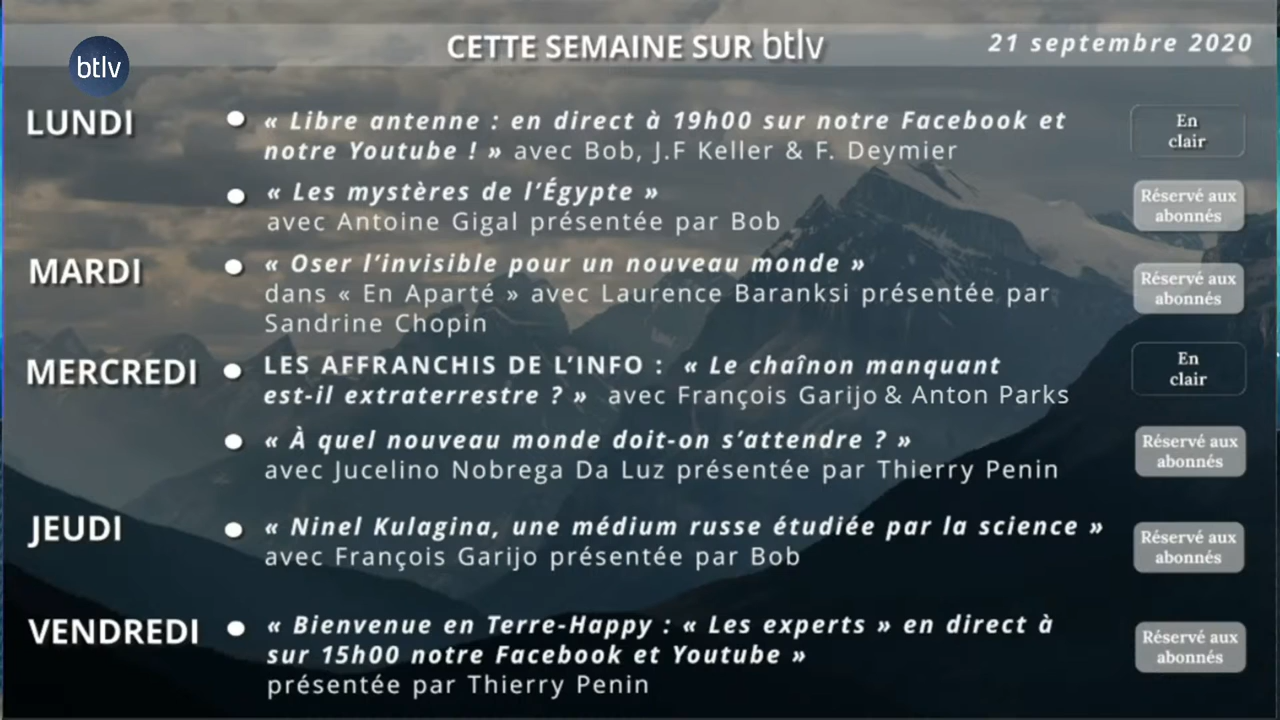 btlv
CETTE SEMAINE SUR btlv
21 septembre 2020
LUNDI
« Libre antenne : en direct à 19h00 sur notre Facebook et
notre Youtube ! » avec Bob, J.F Keller & F. Deymier
En
clair
« Les mystères de l’Égypte »
avec Antoine Gigal présentée par Bob
Réservé aux
abonnés
MARDI
« Oser l’invisible pour un nouveau monde »
dans « En Aparté » avec Laurence Baranksi présentée par
Sandrine Chopin
Réservé aux
abonnés
MERCREDI
LES AFFRANCHIS DE L’INFO : « Le chaînon manquant
est-il extraterrestre ? » avec François Garijo & Anton Parks
En
clair
« À quel nouveau monde doit-on s’attendre ? »
avec Jucelino Nobrega Da Luz présentée par Thierry Penin
Réservé aux
abonnés
JEUDI
« Ninel Kulagina, une médium russe étudiée par la science »
avec François Garijo présentée par Bob
Réservé aux
abonnés
VENDREDI
« Bienvenue en Terre-Happy : « Les experts » en direct à
sur 15h00 notre Facebook et Youtube »
présentée par Thierry Penin
Réservé aux
abonnés